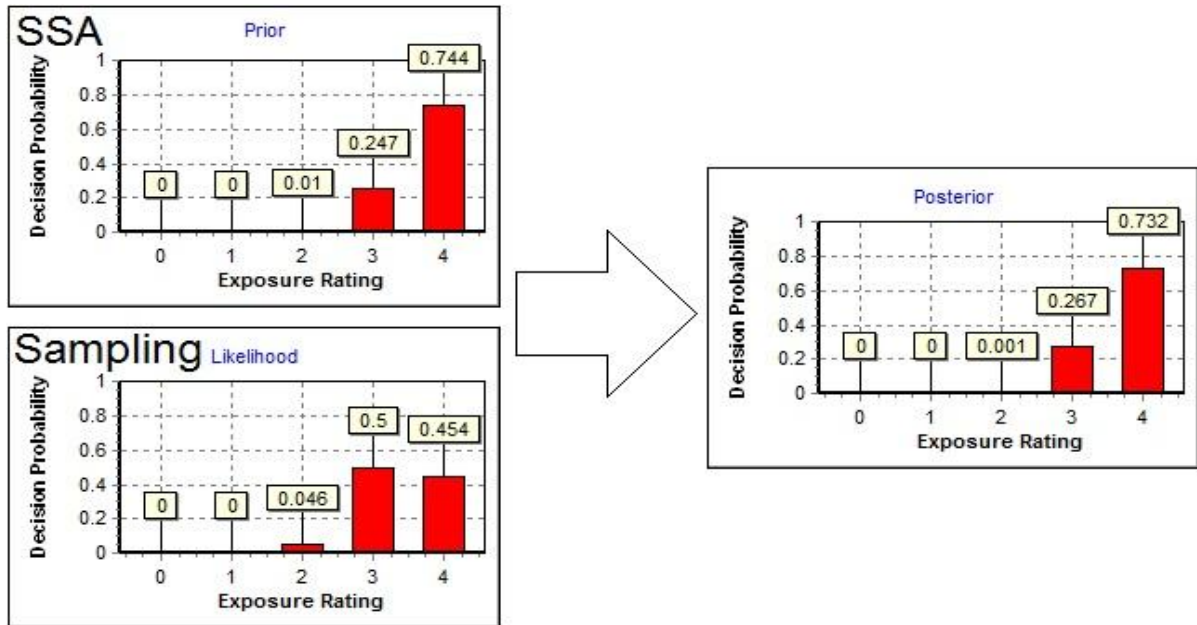 SSA
Prior
Decision Probability
1
0.8
0.6
0.4
0.2
0
0
0
0.01
0.247
0.744
0 1 2 3 4
Exposure Rating
Sampling Likelihood
Decision Probability
1
0.8
0.6
0.4
0.2
0
0
0
0.046
0.5
0.454
0 1 2 3 4
Exposure Rating
Posterior
Decision Probability
1
0.8
0.6
0.4
0.2
0
0
0
0.001
0.267
0.732
0 1 2 3 4
Exposure Rating